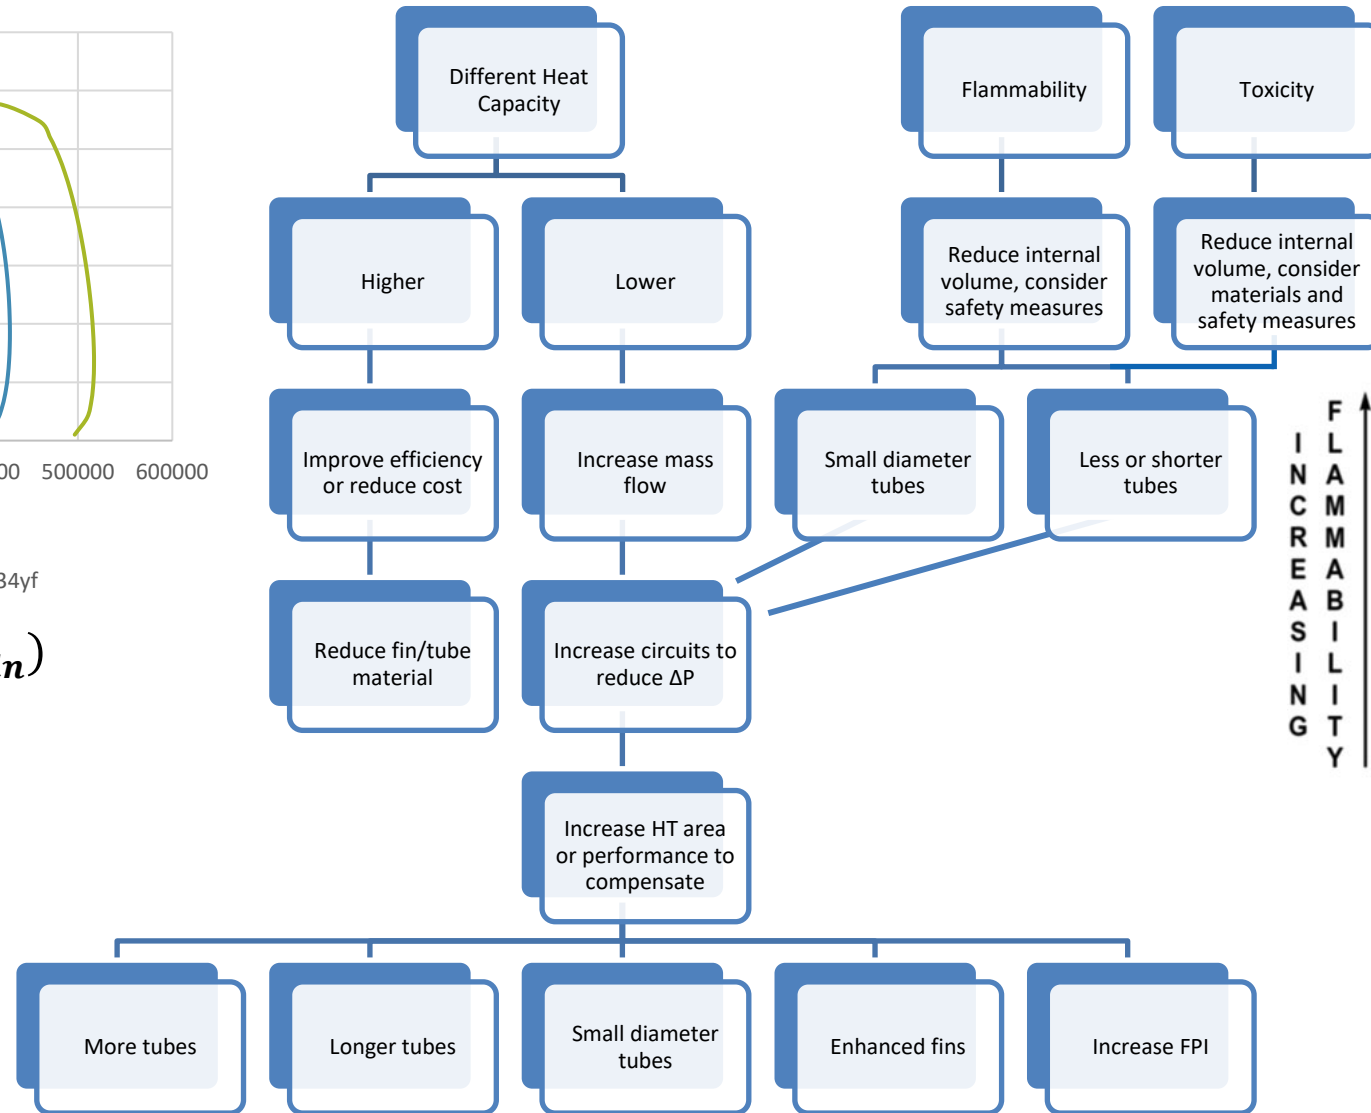 Different Heat
Capacity
Flammability
Toxicity
Higher
Lower
Reduce internal
volume, consider
safety measures
Reduce internal
volume, consider
materials and
safety measures
Improve efficiency
or reduce cost
Increase mass
flow
Small diameter
tubes
Less or shorter
tubes
00 500000 600000
34yf
n)
Reduce fin/tube
material
Increase circuits to
reduce ΔP
INCREASING
FLAMMABILITY
Increase HT area
or performance to
compensate
More tubes
Longer tubes
Small diameter
tubes
Enhanced fins
Increase FPI